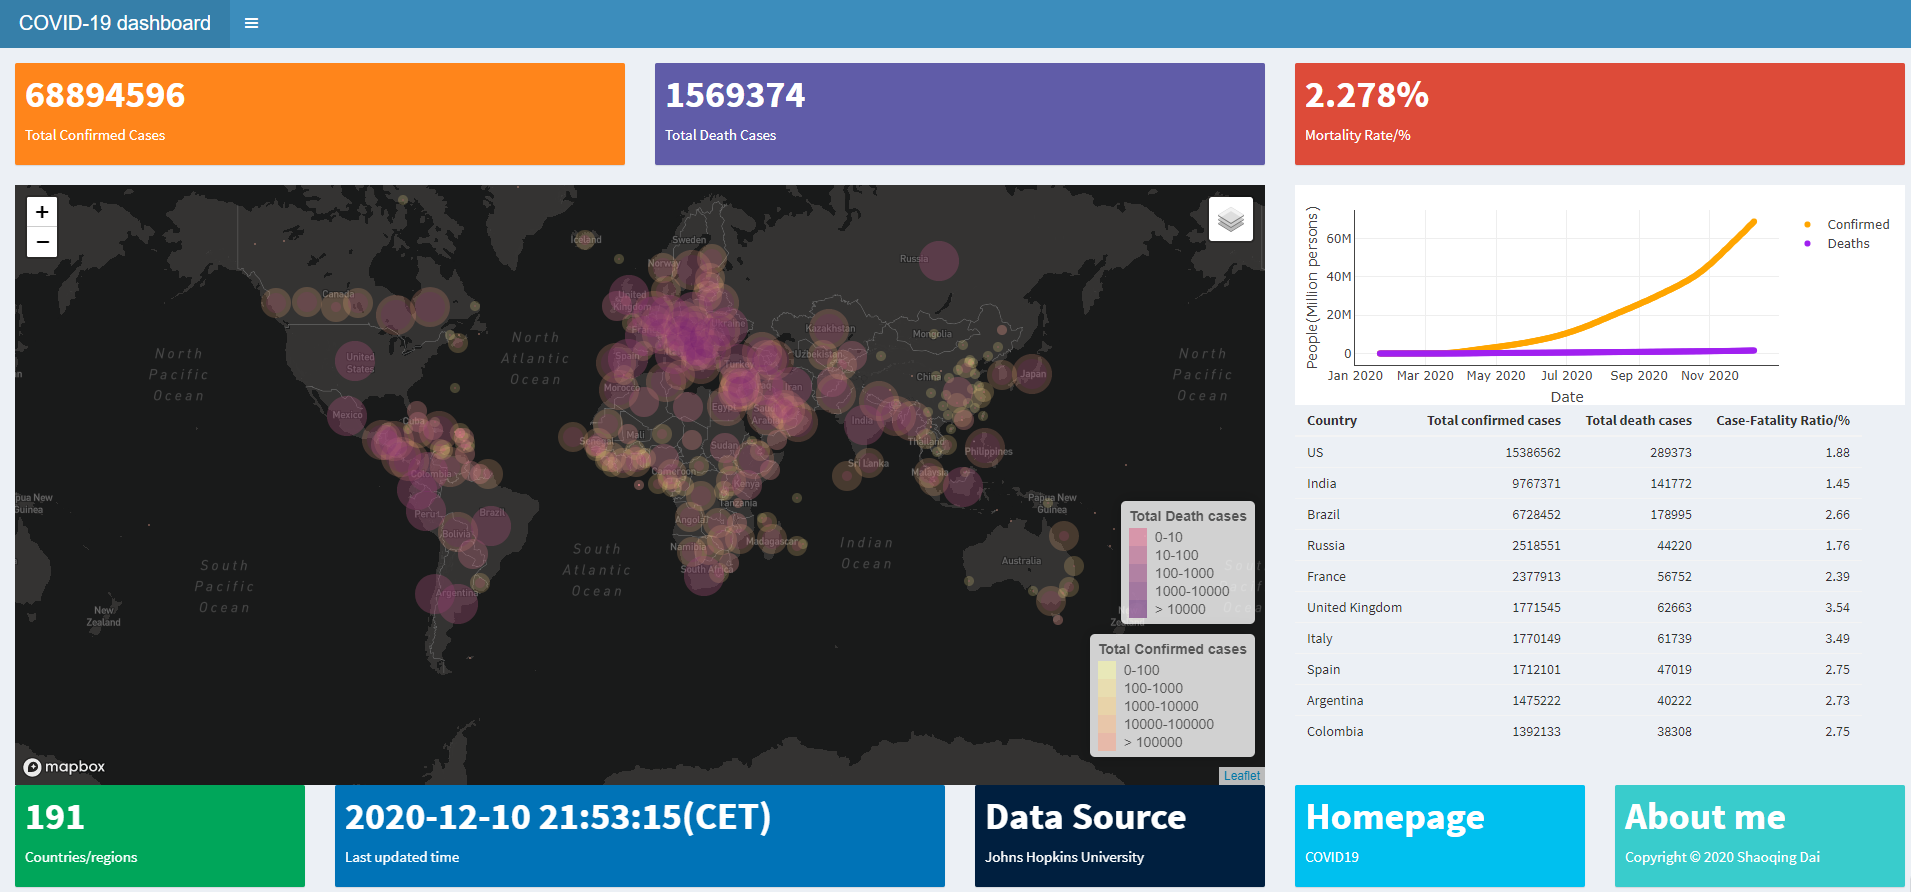 COVID-19 dashboard
68894596
Total Confirmed Cases
1569374
Total Death Cases
2.278%
Mortality Rate/%
+
−
Iceland
Sweden
Norway
Russia
Canada
United
Kingdom
Ukraine
Kazakhstan
Mongolia
North
Pacific
Ocean
United
States
North
Atlantic
Ocean
Spain
Turkey
Uzbekistan
China
Japan
North
Pacific
Ocean
Morocco
Iran
Egypt
Saudi
Arabia
Mexico
Cuba
India
Senegal
Mali
Sudan
Thailand
Philippines
Colombia
Cameroon
Sri Lanka
Malaysia
Kenya
Papua New
Guinea
Peru
Brazil
Tanzania
Papua New
Guinea
Bolivia
Angola
Namibia
Madagascar
Indian
Ocean
Australia
South
Pacific
Ocean
South
Atlantic
Ocean
South Africa
Argentina
New
Zealand
Total Death cases
0-10
10-100
100-1000
1000-10000
> 10000
Total Confirmed cases
0-100
100-1000
1000-10000
10000-100000
> 100000
mapbox
Leaflet
People(Million persons)
60M
40M
20M
0
Jan 2020 Mar 2020 May 2020 Jul 2020 Sep 2020 Nov 2020
Date
Confirmed
Deaths
Country Total confirmed cases Total death cases Case-Fatality Ratio/%
US 15386562 289373 1.88
India 9767371 141772 1.45
Brazil 6728452 178995 2.66
Russia 2518551 44220 1.76
France 2377913 56752 2.39
United Kingdom 1771545 62663 3.54
Italy 1770149 61739 3.49
Spain 1712101 47019 2.75
Argentina 1475222 40222 2.73
Colombia 1392133 38308 2.75
191
Countries/regions
2020-12-10 21:53:15(CET)
Last updated time
Data Source
Johns Hopkins University
Homepage
COVID19
About me
Copyright © 2020 Shaoqing Dai